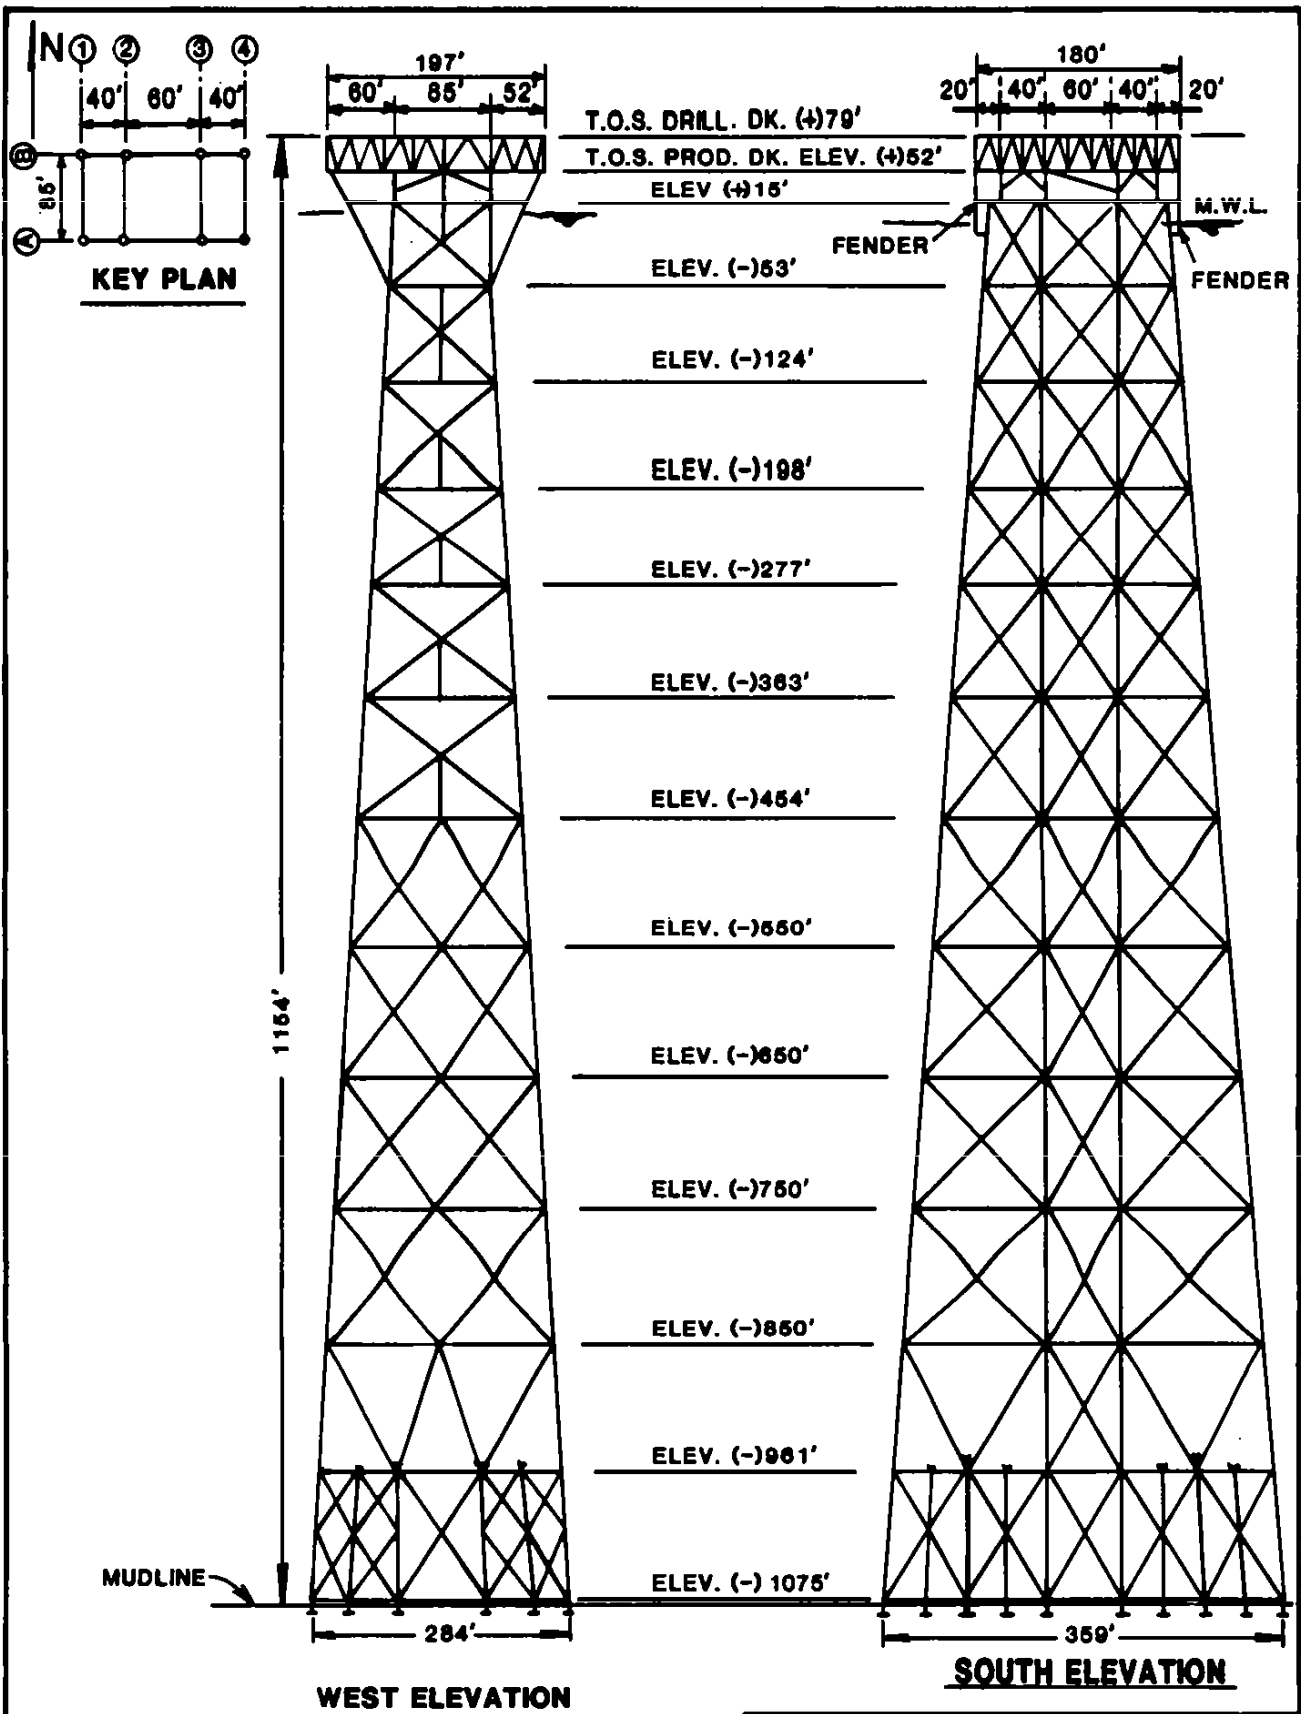 N ① ② ③ ④
40' 60' 40'
Ⓑ
85'
Ⓐ
KEY PLAN
197'
60' 85' 52'
180'
20' 40' 60' 40' 20'
T.O.S. DRILL. DK. (+)79'
T.O.S. PROD. DK. ELEV. (+)52'
ELEV (+)15'
M.W.L.
FENDER
FENDER
ELEV. (-)53'
ELEV. (-)124'
ELEV. (-)198'
ELEV. (-)277'
ELEV. (-)363'
ELEV. (-)454'
ELEV. (-)550'
ELEV. (-)650'
ELEV. (-)750'
ELEV. (-)850'
ELEV. (-)961'
ELEV. (-) 1075'
1154'
MUDLINE
284'
359'
WEST ELEVATION
SOUTH ELEVATION